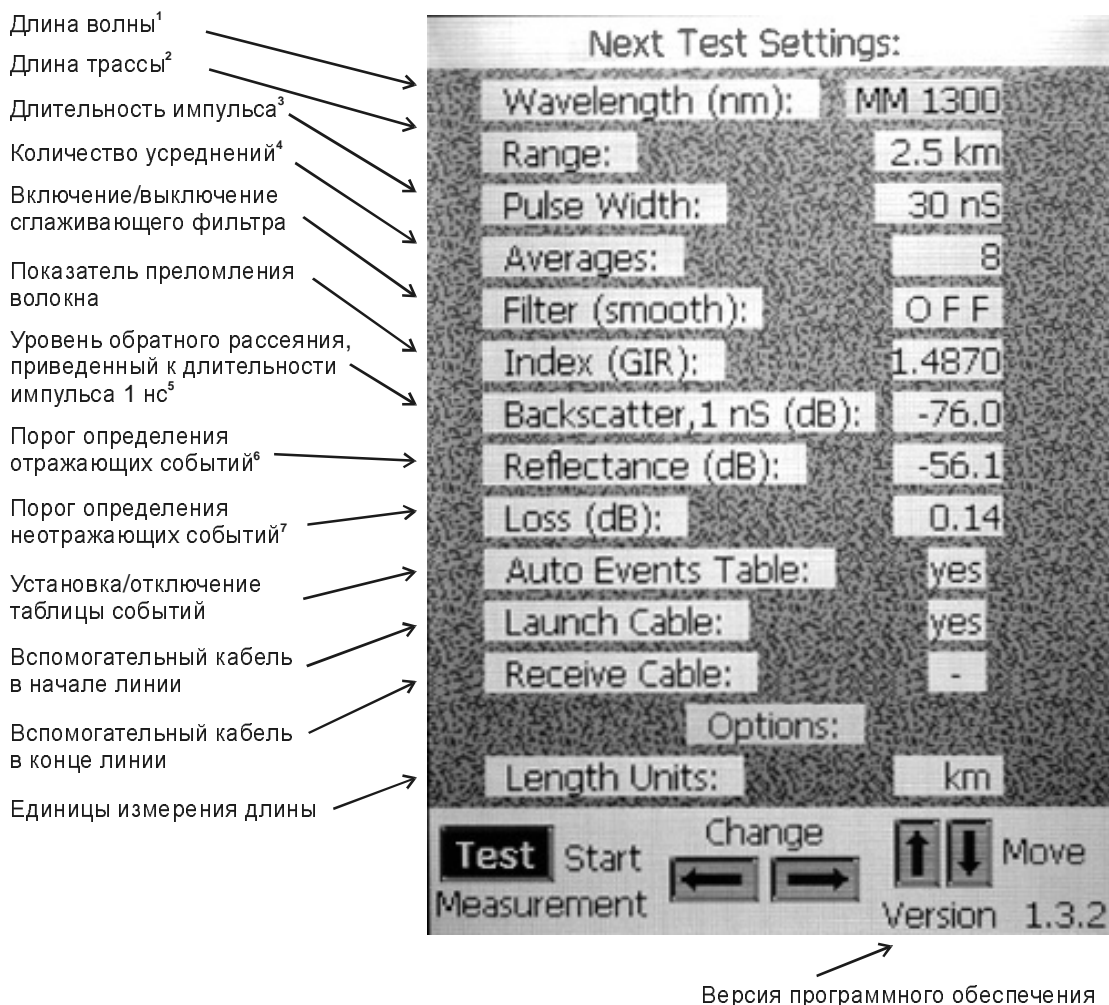 Длина волны¹
Длина трассы²
Длительность импульса³
Количество усреднений⁴
Включение/выключение
сглаживающего фильтра
Показатель преломления
волокна
Уровень обратного рассеяния,
приведенный к длительности
импульса 1 нс⁵
Порог определения
отражающих событий⁶
Порог определения
неотражающих событий⁷
Установка/отключение
таблицы событий
Вспомогательный кабель
в начале линии
Вспомогательный кабель
в конце линии
Единицы измерения длины
Next Test Settings:
Wavelength (nm): MM 1300
Range: 2.5 km
Pulse Width: 30 nS
Averages: 8
Filter (smooth): O F F
Index (GIR): 1.4870
Backscatter,1 nS (dB): -76.0
Reflectance (dB): -56.1
Loss (dB): 0.14
Auto Events Table: yes
Launch Cable: yes
Receive Cable: -
Options:
Length Units: km
Test Start
Measurement
Change
Move
Version 1.3.2
Версия программного обеспечения